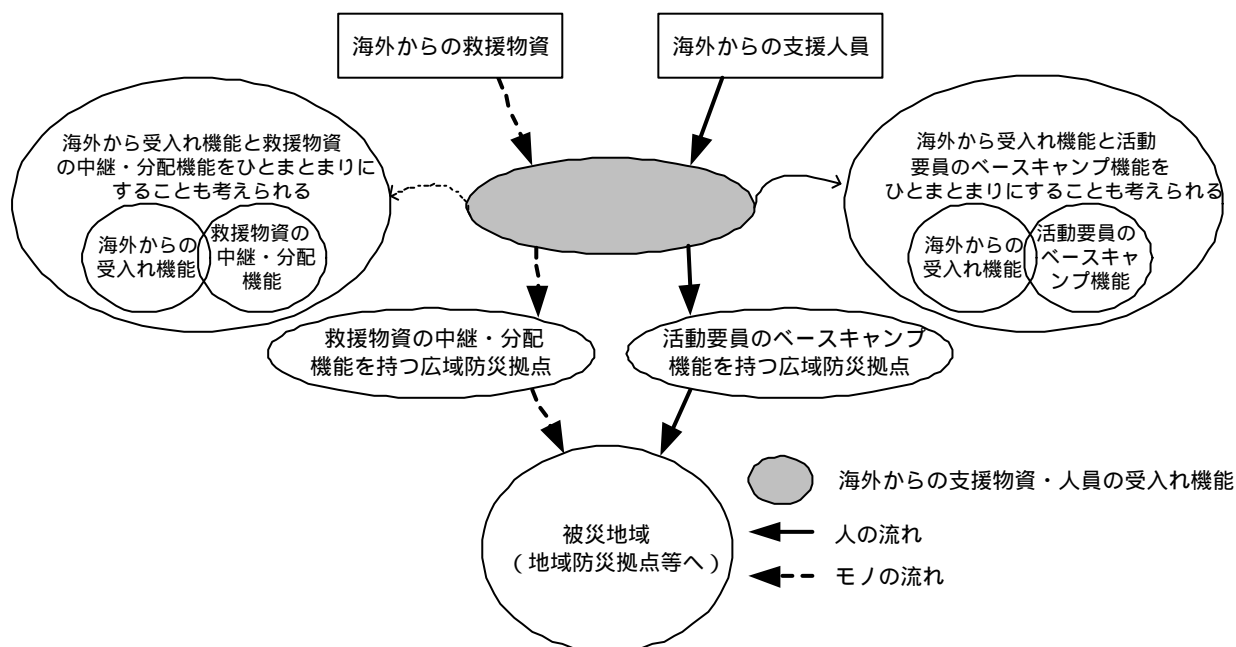 海外からの救援物資
海外からの支援人員
海外から受入れ機能と救援物資
の中継・分配機能をひとまとまりに
することも考えられる
海外からの
受入れ機能
救援物資の
中継・分配
機能
海外から受入れ機能と活動
要員のベースキャンプ機能を
ひとまとまりにすることも考えられる
海外からの
受入れ機能
活動要員の
ベースキャ
ンプ機能
救援物資の中継・分配
機能を持つ広域防災拠点
活動要員のベースキャンプ
機能を持つ広域防災拠点
被災地域
（地域防災拠点等へ）
海外からの支援物資・人員の受入れ機能
人の流れ
モノの流れ